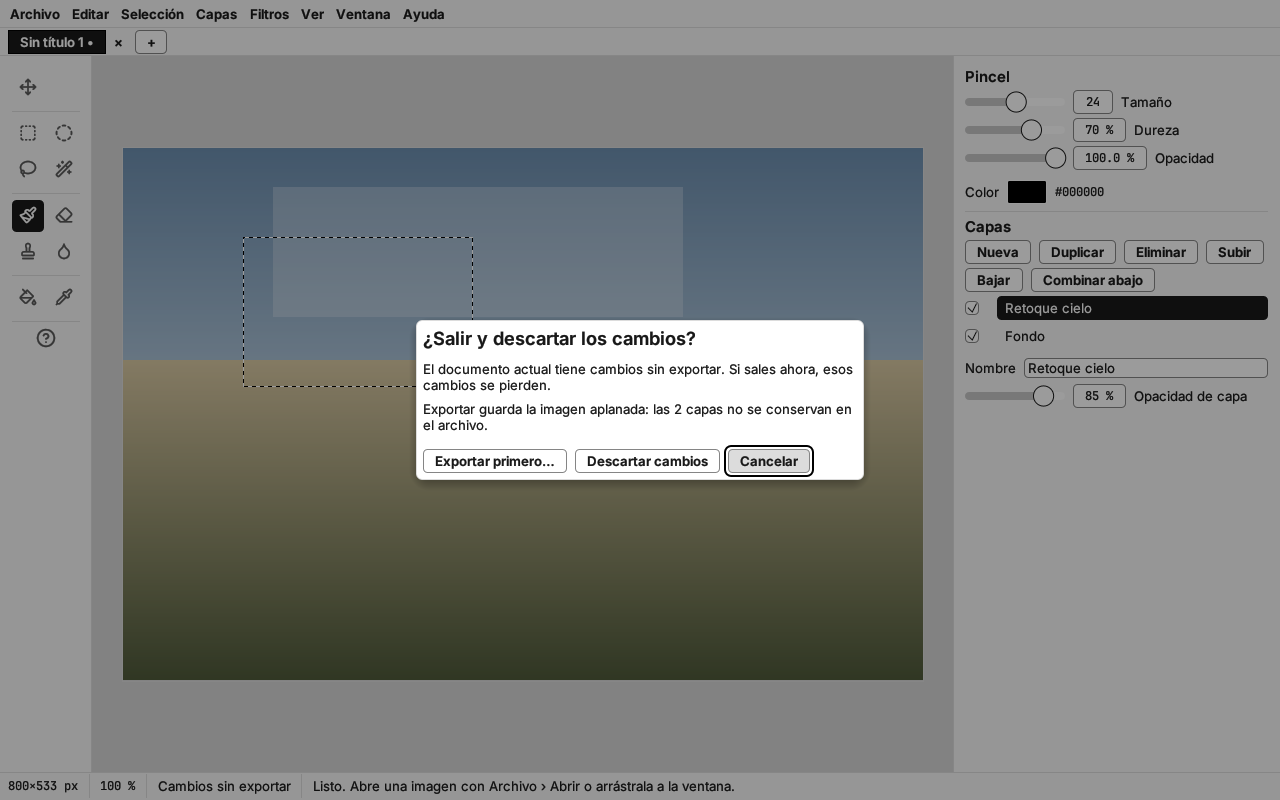 Archivo Editar Selección Capas Filtros Ver Ventana Ayuda
Sin título 1 • × +
Pincel
24 Tamaño
70 % Dureza
100.0 % Opacidad
Color #000000
Capas
Nueva Duplicar Eliminar Subir
Bajar Combinar abajo
Retoque cielo
Fondo
Nombre Retoque cielo
85 % Opacidad de capa
¿Salir y descartar los cambios?
El documento actual tiene cambios sin exportar. Si sales ahora, esos
cambios se pierden.
Exportar guarda la imagen aplanada: las 2 capas no se conservan en
el archivo.
Exportar primero... Descartar cambios Cancelar
800×533 px 100 % Cambios sin exportar Listo. Abre una imagen con Archivo › Abrir o arrástrala a la ventana.